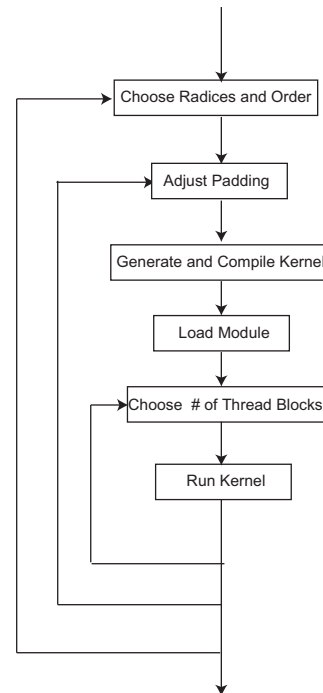 Choose Radices and Order
Adjust Padding
Generate and Compile Kernel
Load Module
Choose # of Thread Blocks
Run Kernel